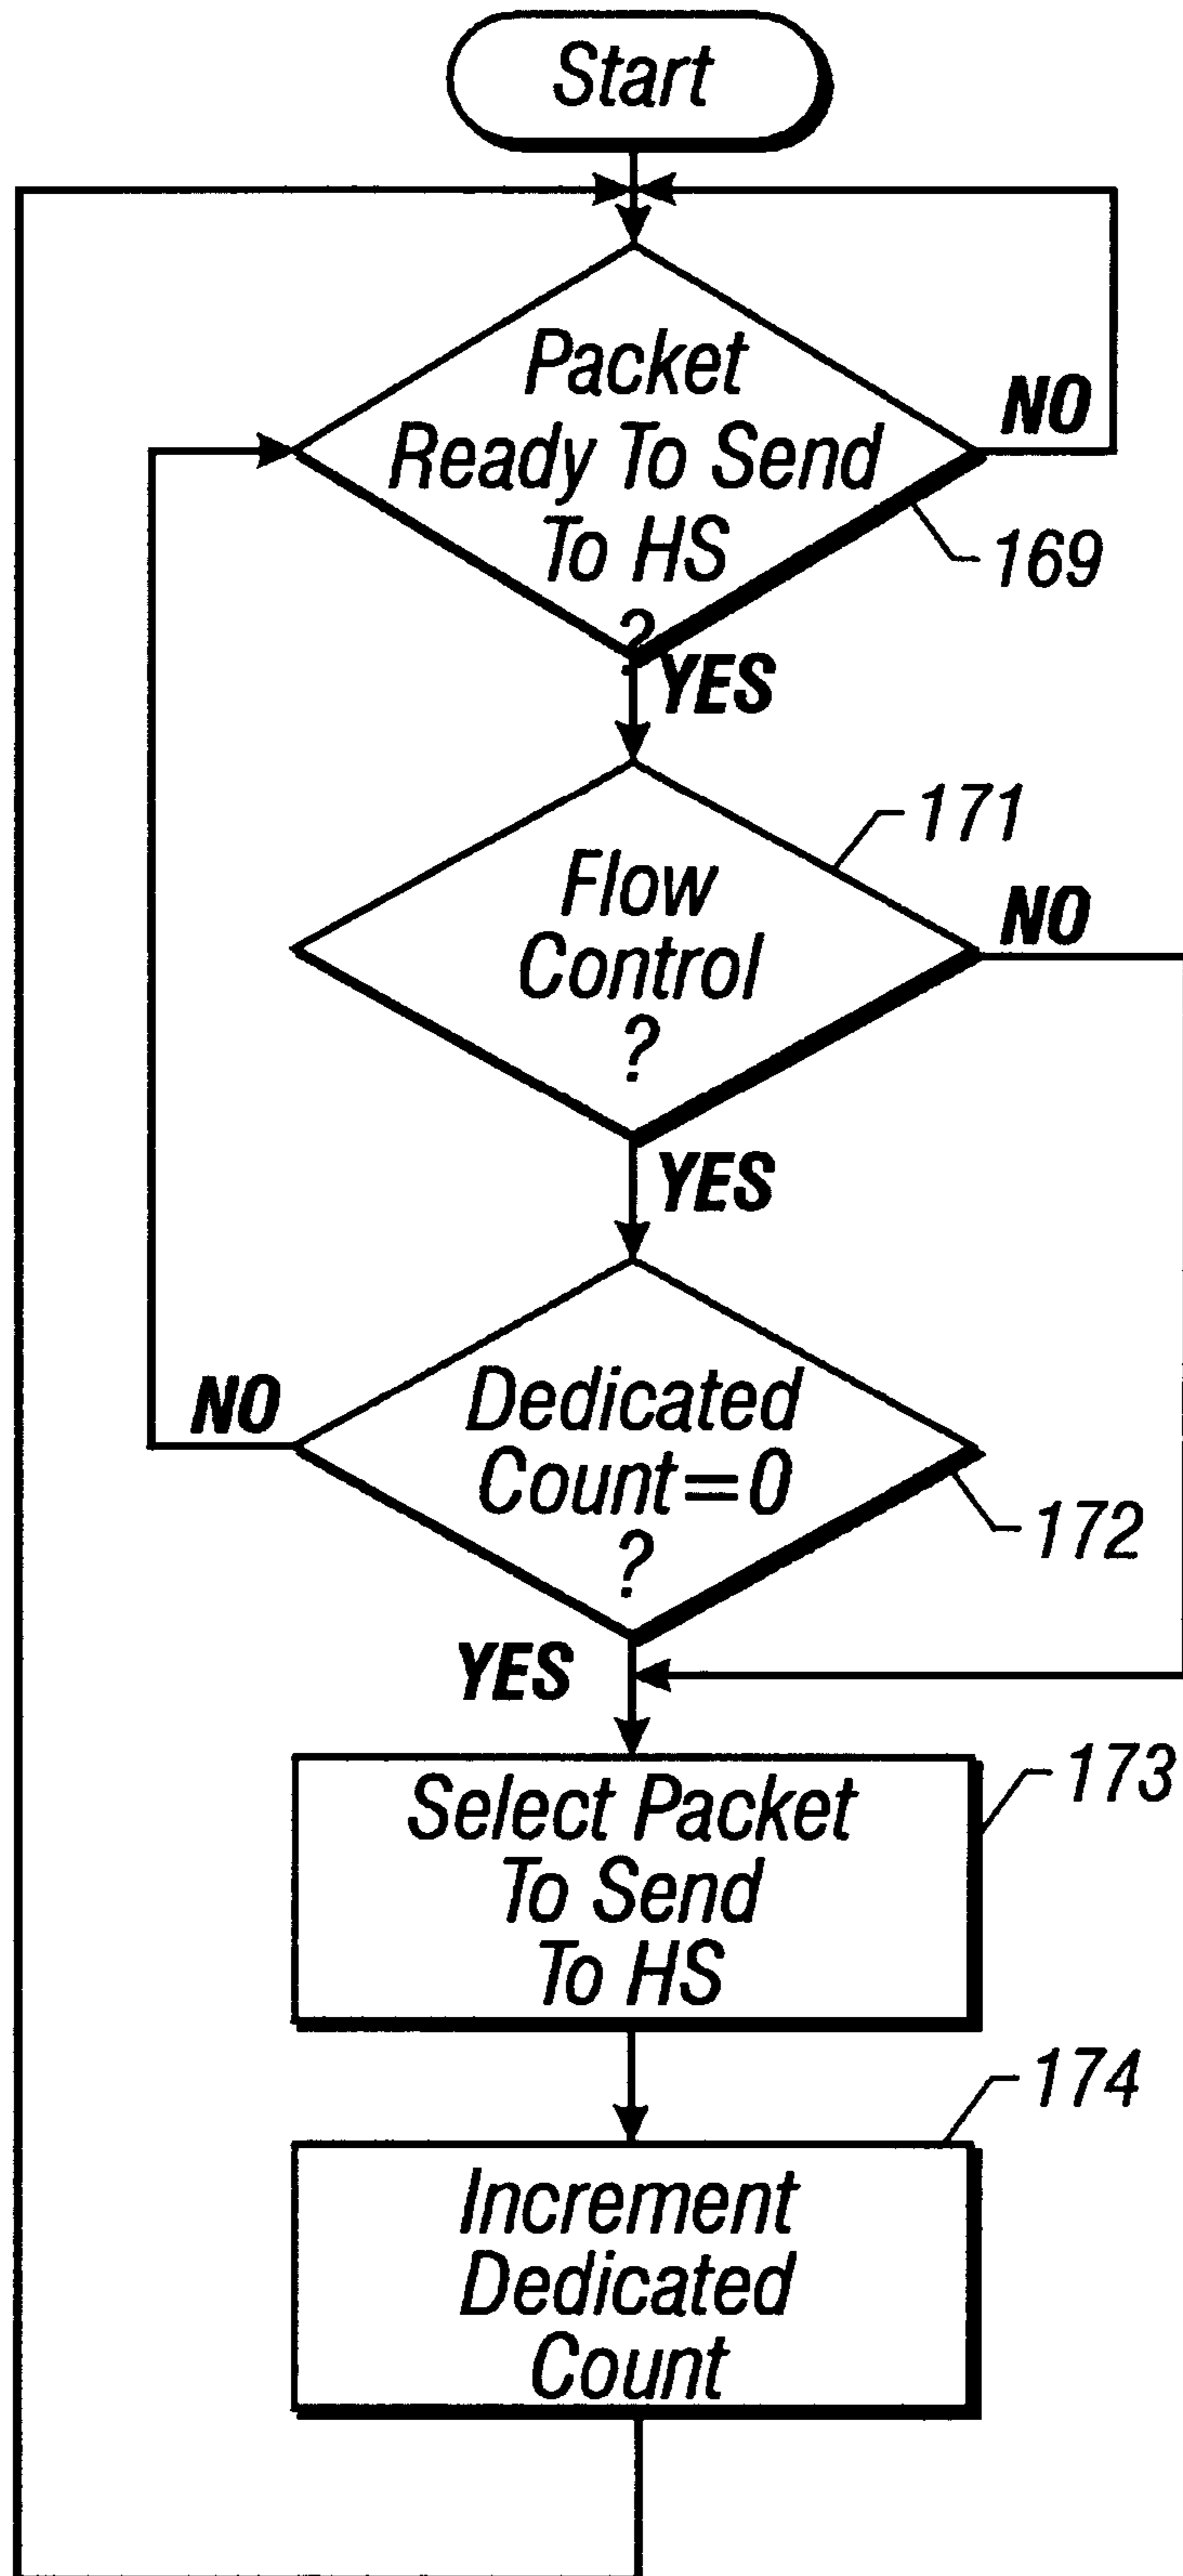 Start
Packet
Ready To Send
To HS
?
NO
169
YES
171
Flow
Control
?
NO
YES
Dedicated
Count=0
?
NO
172
YES
173
Select Packet
To Send
To HS
174
Increment
Dedicated
Count